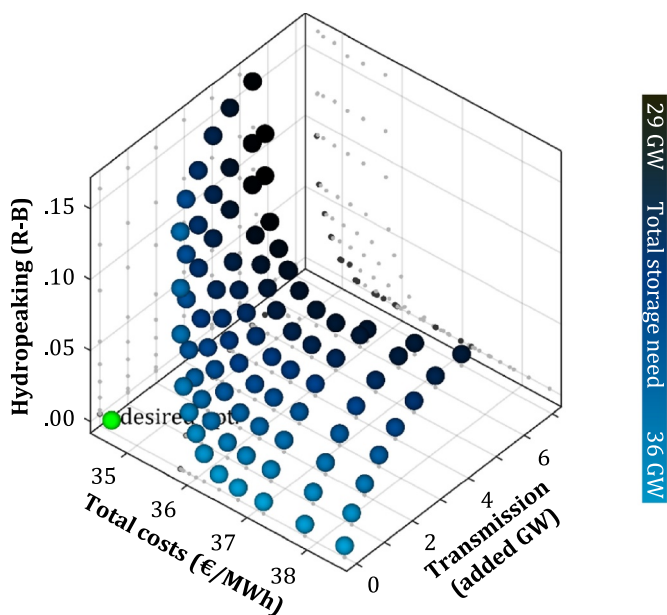 Hydropeaking (R-B)
.15
.10
.05
.00
desired opt.
35
36
37
38
Total costs (€/MWh)
0
2
4
6
Transmission
(added GW)
29 GW Total storage need 36 GW